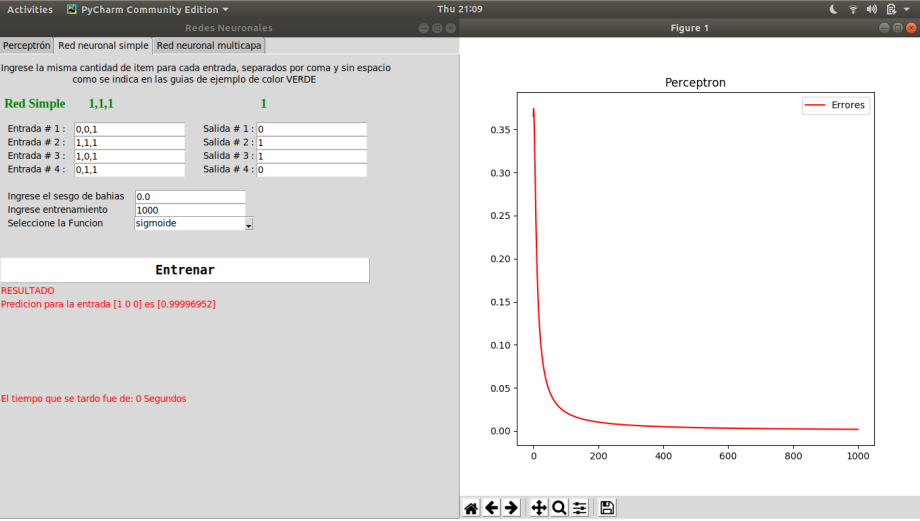 Activities PyCharm Community Edition Thu 21:09
Redes Neuronales
Perceptrón Red neuronal simple Red neuronal multicapa
Ingrese la misma cantidad de item para cada entrada, separados por coma y sin espacio
como se indica en las guias de ejemplo de color VERDE
Red Simple 1,1,1 1
Entrada # 1 : 0,0,1 Salida # 1 : 0
Entrada # 2 : 1,1,1 Salida # 2 : 1
Entrada # 3 : 1,0,1 Salida # 3 : 1
Entrada # 4 : 0,1,1 Salida # 4 : 0
Ingrese el sesgo de bahias 0.0
Ingrese entrenamiento 1000
Seleccione la Funcion sigmoide
Entrenar
RESULTADO
Predicion para la entrada [1 0 0] es [0.99996952]
El tiempo que se tardo fue de: 0 Segundos
Figure 1
Perceptron
Errores
0.35
0.30
0.25
0.20
0.15
0.10
0.05
0.00
0 200 400 600 800 1000